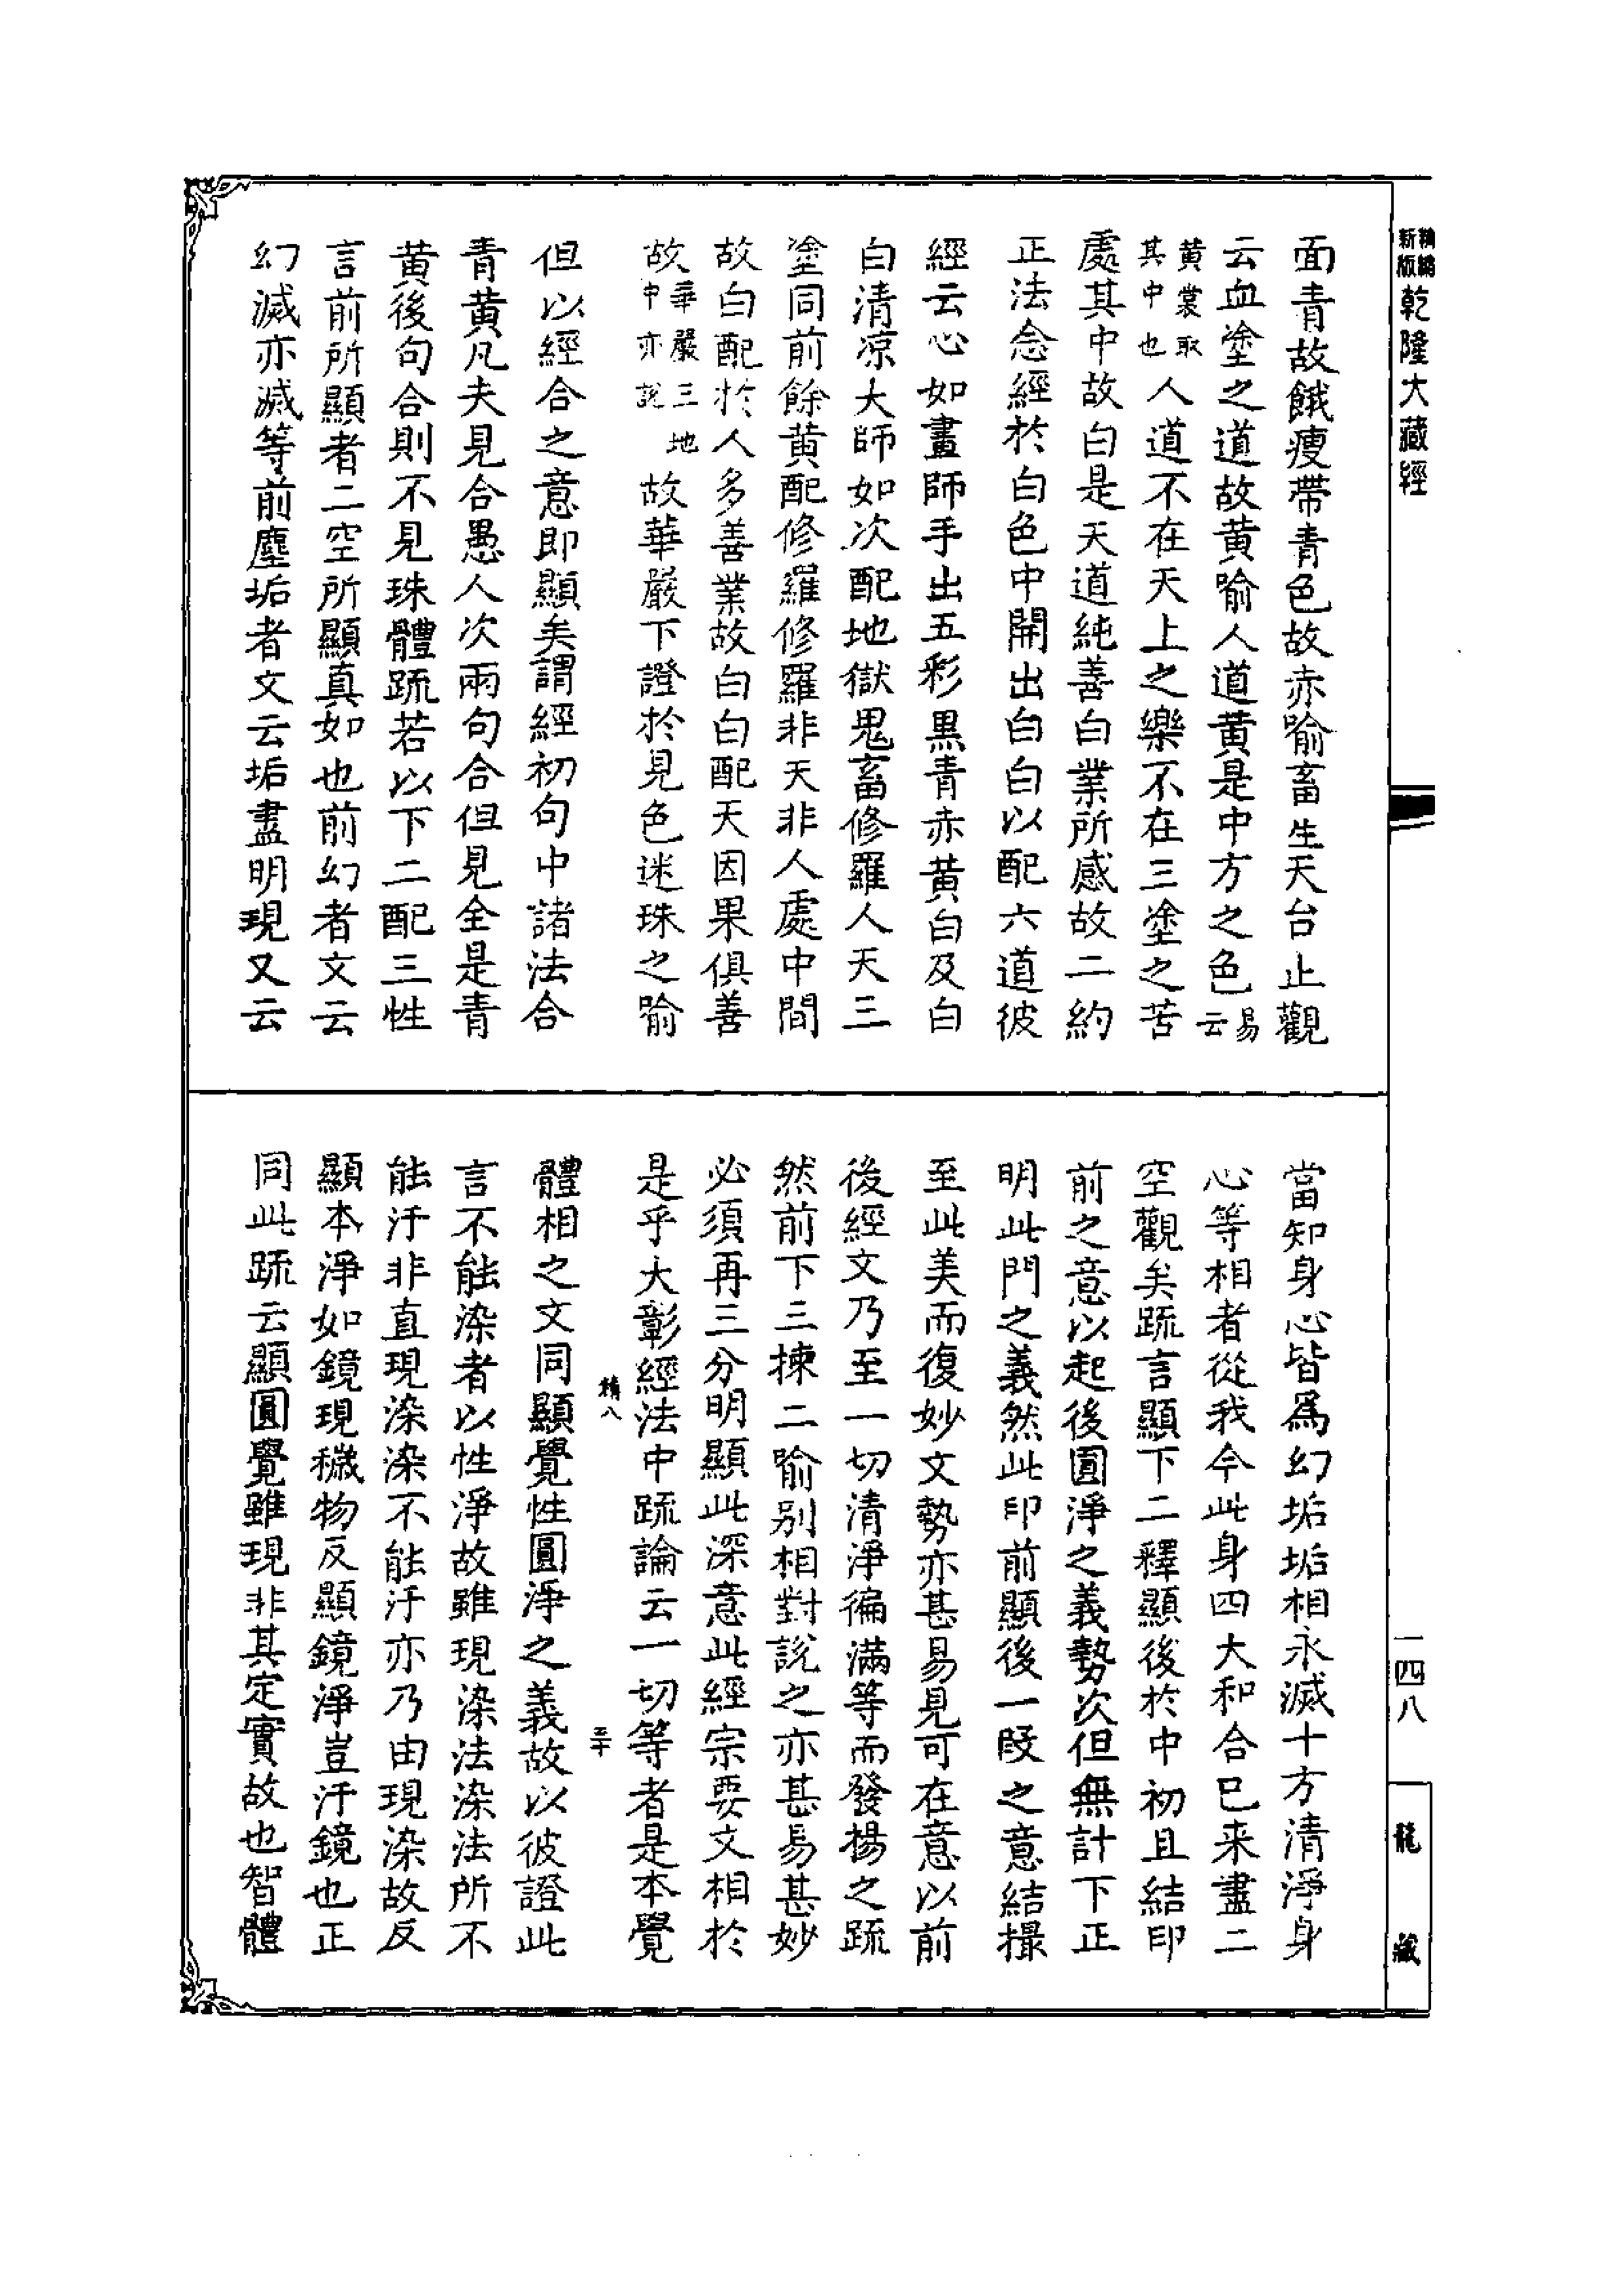 新編縮版乾隆大藏經
面青故餓瘦帶青色故赤喻畜生天台止觀
云血塗之道故黄喻人道黄是中方之色易云
黄裳取其中也人道不在天上之樂不在三塗之苦
處其中故白是天道純善白業所感故二約
正法念經於白色中開出白白以配六道彼
經云心如畫師手出五彩黒青赤黄白及白
白清凉大師如次配地獄鬼畜修羅人天三
塗同前餘黄配修羅修羅非天非人處中間
故白配於人多善業故白白配天因果俱善
故華嚴三地中亦說故華嚴下證於見色迷珠之喻
但以經合之意即顯矣謂經初句中諸法合
青黄凡夫見合愚人次兩句合但見全是青
黄後句合則不見珠體䟽若以下二配三性
言前所顯者二空所顯真如也前幻者文云
幻滅亦滅等前塵垢者文云垢盡明現又云
當知身心皆爲幻垢垢相永滅十方清淨身
心等相者從我今此身四大和合已来盡二
空觀矣䟽言顯下二釋顯後於中初且結印
前之意以起後圓淨之義勢次但無計下正
明此門之義然此印前顯後一段之意結撮
至此美而復妙文勢亦甚易見可在意以前
後經文乃至一切清淨徧滿等而發揚之䟽
然前下三揀二喻别相對說之亦甚易甚妙
必須再三分明顯此深意此經宗要文相於
是乎大彰經法中䟽論云一切等者是本覺
精八
三十
體相之文同顯覺性圓淨之義故以彼證此
言不能染者以性淨故雖現染法染法所不
能汙非直現染染不能汙亦乃由現染故反
顯本淨如鏡現穢物反顯鏡淨豈汙鏡也正
同此䟽云顯圓覺雖現非其定實故也智體
一四八
龍藏